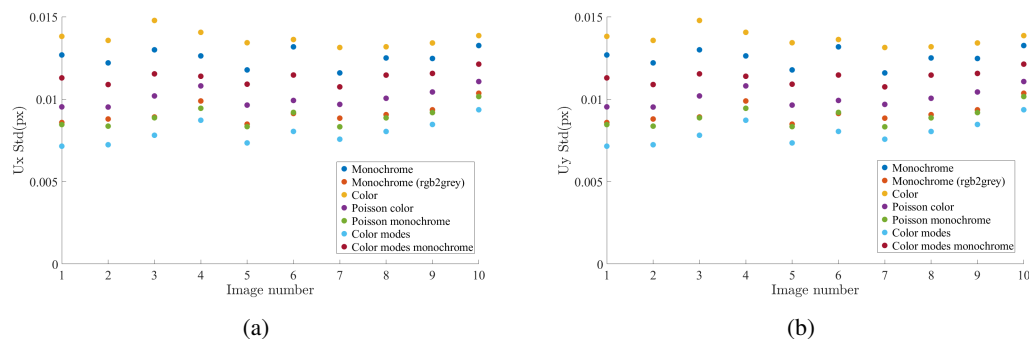 0.015
0.01
0.005
0
Ux Std(px)
Monochrome
Monochrome (rgb2grey)
Color
Poisson color
Poisson monochrome
Color modes
Color modes monochrome
1 2 3 4 5 6 7 8 9 10
Image number
(a)
0.015
0.01
0.005
0
Uy Std(px)
Monochrome
Monochrome (rgb2grey)
Color
Poisson color
Poisson monochrome
Color modes
Color modes monochrome
1 2 3 4 5 6 7 8 9 10
Image number
(b)